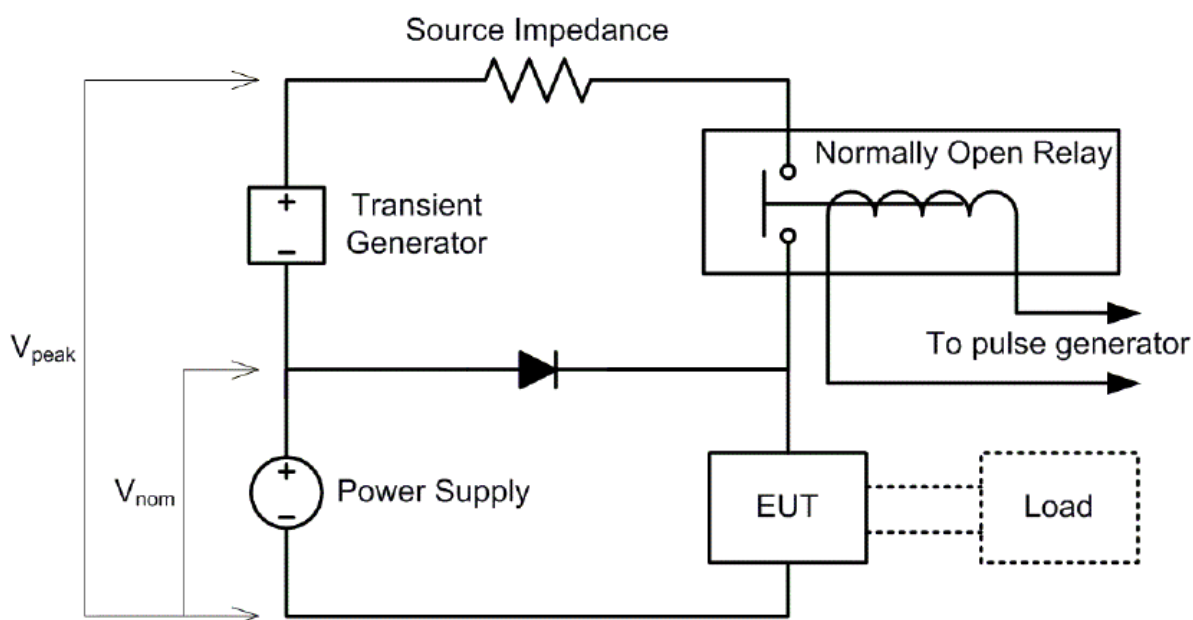 Source Impedance
Normally Open Relay
+
Transient
Generator
−
V_peak
To pulse generator
V_nom
+
Power Supply
−
EUT
Load